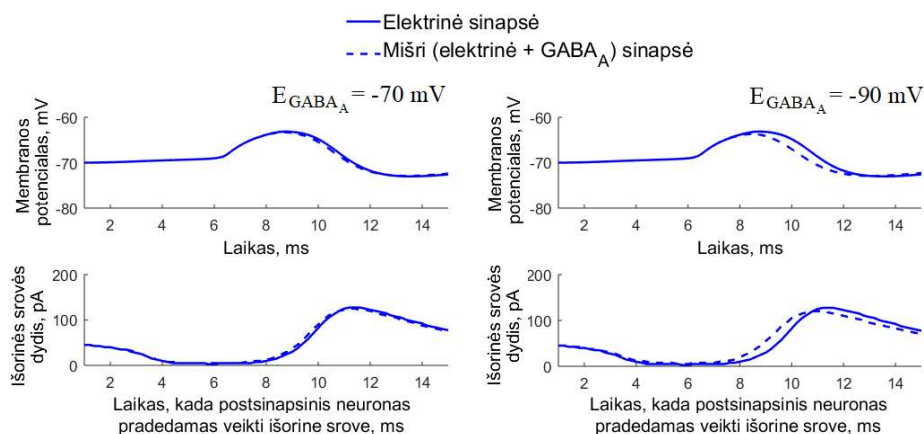 Elektrinė sinapsė
Mišri (elektrinė + GABA_A) sinapsė
E_GABA_A = -70 mV
Membranos
potencialas, mV
-60
-70
-80
2 4 6 8 10 12 14
Laikas, ms
E_GABA_A = -90 mV
Membranos
potencialas, mV
-60
-70
-80
2 4 6 8 10 12 14
Laikas, ms
Išorinės srovės
dydis, pA
200
100
0
2 4 6 8 10 12 14
Laikas, kada postsinapsinis neuronas
pradedamas veikti išorine srove, ms
Išorinės srovės
dydis, pA
200
100
0
2 4 6 8 10 12 14
Laikas, kada postsinapsinis neuronas
pradedamas veikti išorine srove, ms